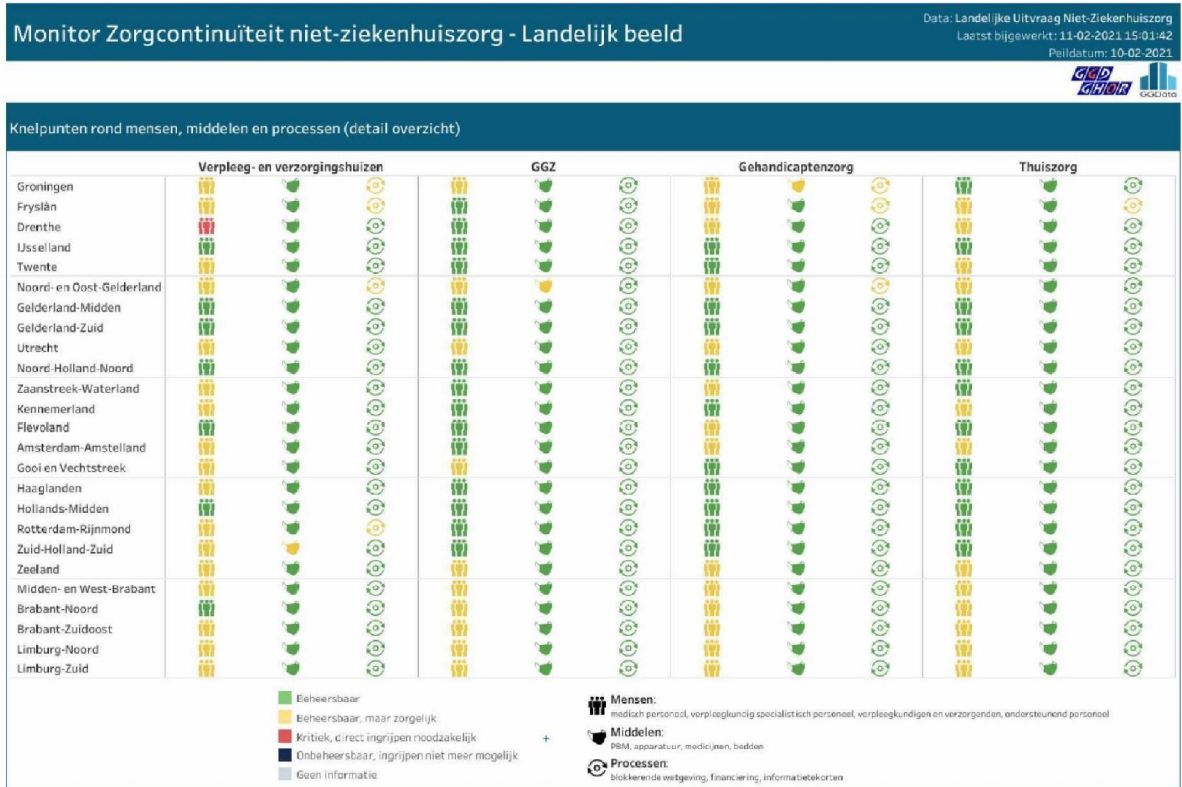 Monitor Zorgcontinuïteit niet-ziekenhuiszorg - Landelijk beeld
Data: Landelijke Uitvraag Niet-Ziekenhuiszorg
Laatst bijgewerkt: 11-02-2021 15:01:42
Peildatum: 10-02-2021
GGD
GHOR
GGData
Knelpunten rond mensen, middelen en processen (detail overzicht)
Verpleeg- en verzorgingshuizen GGZ Gehandicaptenzorg Thuiszorg
Groningen
Fryslân
Drenthe
IJsselland
Twente
Noord- en Oost-Gelderland
Gelderland-Midden
Gelderland-Zuid
Utrecht
Noord-Holland-Noord
Zaanstreek-Waterland
Kennemerland
Flevoland
Amsterdam-Amstelland
Gooi en Vechtstreek
Haaglanden
Hollands-Midden
Rotterdam-Rijnmond
Zuid-Holland-Zuid
Zeeland
Midden- en West-Brabant
Brabant-Noord
Brabant-Zuidoost
Limburg-Noord
Limburg-Zuid
Beheersbaar
Beheersbaar, maar zorgelijk
Kritiek, direct ingrijpen noodzakelijk
Onbeheersbaar, ingrijpen niet meer mogelijk
Geen informatie
+
Mensen:
medisch personeel, verpleegkundig specialistisch personeel, verpleegkundigen en verzorgenden, ondersteunend personeel
Middelen:
PBM, apparatuur, medicijnen, bedden
Processen:
blokkerende wetgeving, financiering, informatietekorten